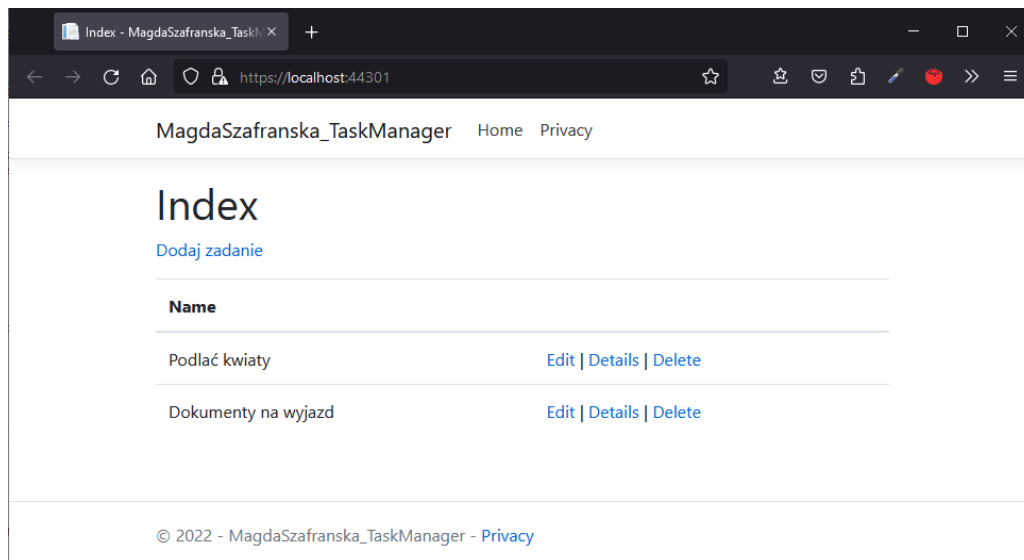 Index - MagdaSzafranska_Task
https://localhost:44301
MagdaSzafranska_TaskManager Home Privacy
Index
Dodaj zadanie
Name
Podlać kwiaty Edit | Details | Delete
Dokumenty na wyjazd Edit | Details | Delete
© 2022 - MagdaSzafranska_TaskManager - Privacy